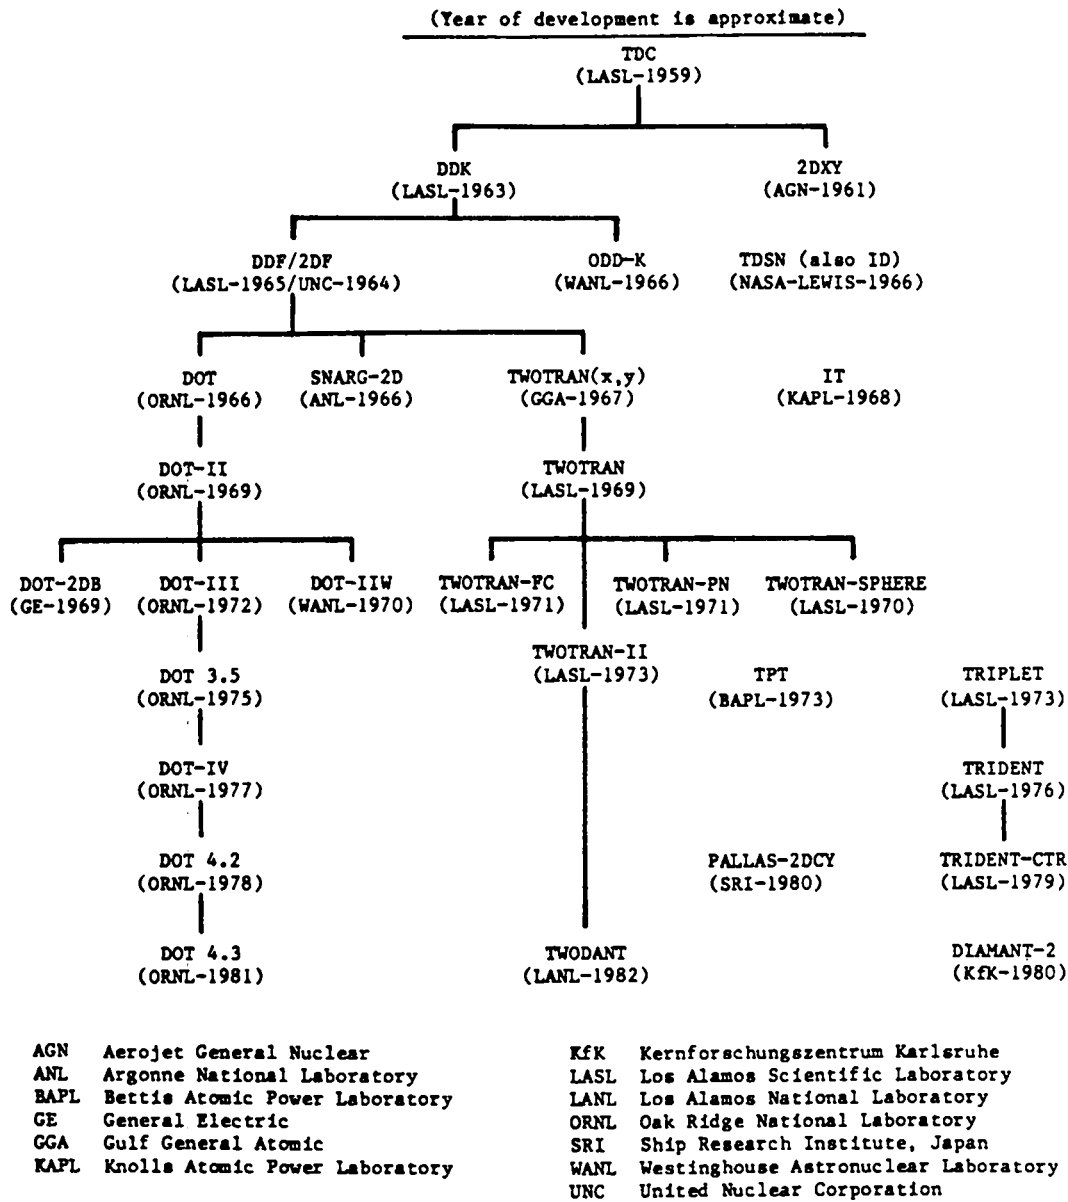 (Year of development is approximate)
TDC
(LASL-1959)
DDK 2DXY
(LASL-1963) (AGN-1961)
DDF/2DF ODD-K TDSN (also ID)
(LASL-1965/UNC-1964) (WANL-1966) (NASA-LEWIS-1966)
DOT SNARG-2D TWOTRAN(x,y) IT
(ORNL-1966) (ANL-1966) (GGA-1967) (KAPL-1968)
DOT-II TWOTRAN
(ORNL-1969) (LASL-1969)
DOT-2DB DOT-III DOT-IIW TWOTRAN-FC TWOTRAN-PN TWOTRAN-SPHERE
(GE-1969) (ORNL-1972) (WANL-1970) (LASL-1971) (LASL-1971) (LASL-1970)
TWOTRAN-II
(LASL-1973)
DOT 3.5 TPT TRIPLET
(ORNL-1975) (BAPL-1973) (LASL-1973)
DOT-IV TRIDENT
(ORNL-1977) (LASL-1976)
DOT 4.2 PALLAS-2DCY TRIDENT-CTR
(ORNL-1978) (SRI-1980) (LASL-1979)
DOT 4.3 TWODANT DIAMANT-2
(ORNL-1981) (LANL-1982) (KfK-1980)
AGN Aerojet General Nuclear
ANL Argonne National Laboratory
BAPL Bettis Atomic Power Laboratory
GE General Electric
GGA Gulf General Atomic
KAPL Knolls Atomic Power Laboratory
KfK Kernforschungszentrum Karlsruhe
LASL Los Alamos Scientific Laboratory
LANL Los Alamos National Laboratory
ORNL Oak Ridge National Laboratory
SRI Ship Research Institute, Japan
WANL Westinghouse Astronuclear Laboratory
UNC United Nuclear Corporation